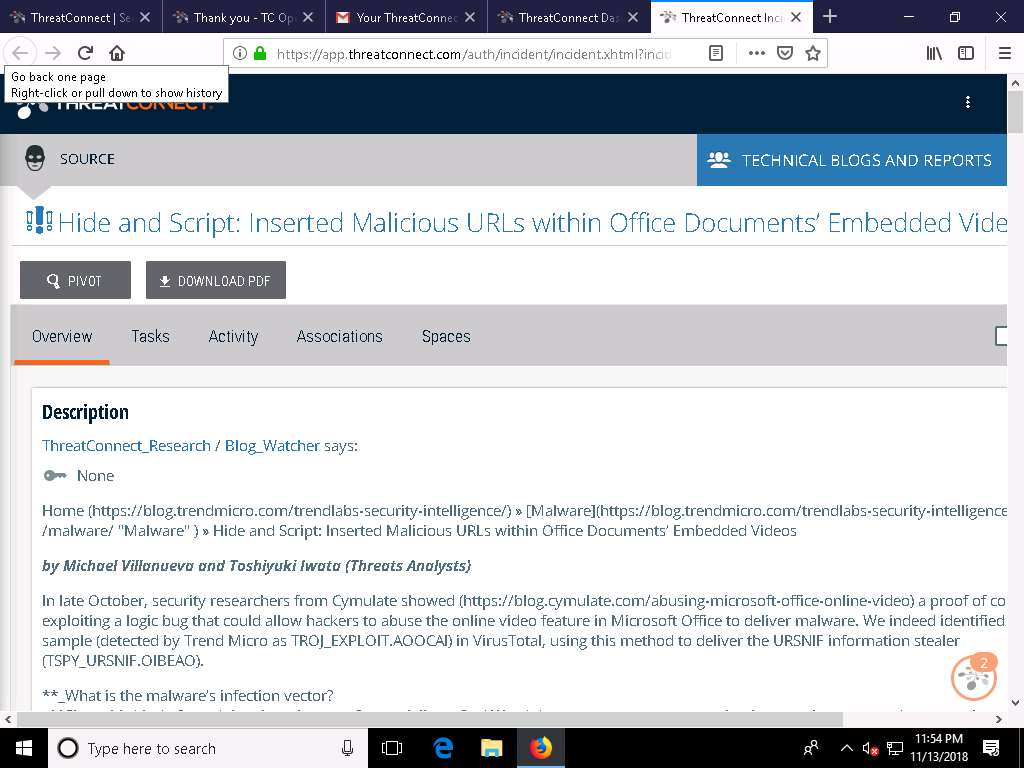 ThreatConnect | Se
Thank you - TC Op
Your ThreatConnec
ThreatConnect Das
ThreatConnect Inci
https://app.threatconnect.com/auth/incident/incident.xhtml?incid
Go back one page
Right-click or pull down to show history
THREATCONNECT
SOURCE
TECHNICAL BLOGS AND REPORTS
Hide and Script: Inserted Malicious URLs within Office Documents’ Embedded Vide
PIVOT
DOWNLOAD PDF
Overview Tasks Activity Associations Spaces
Description
ThreatConnect_Research / Blog_Watcher says:
None
Home (https://blog.trendmicro.com/trendlabs-security-intelligence/) » [Malware](https://blog.trendmicro.com/trendlabs-security-intelligence
/malware/ "Malware" ) » Hide and Script: Inserted Malicious URLs within Office Documents’ Embedded Videos
by Michael Villanueva and Toshiyuki Iwata (Threats Analysts)
In late October, security researchers from Cymulate showed (https://blog.cymulate.com/abusing-microsoft-office-online-video) a proof of co
exploiting a logic bug that could allow hackers to abuse the online video feature in Microsoft Office to deliver malware. We indeed identified
sample (detected by Trend Micro as TROJ_EXPLOIT.AOOCAI) in VirusTotal, using this method to deliver the URSNIF information stealer
(TSPY_URSNIF.OIBEAO).
2
**_What is the malware’s infection vector?
Type here to search
11:54 PM
11/13/2018